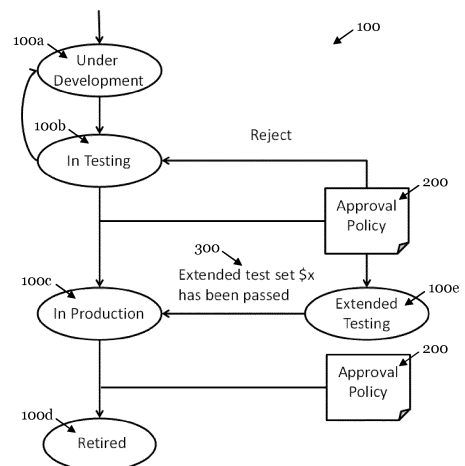 100a
100
Under
Development
100b
Reject
In Testing
200
Approval
Policy
300
Extended test set $x
has been passed
100c
100e
In Production
Extended
Testing
200
Approval
Policy
100d
Retired